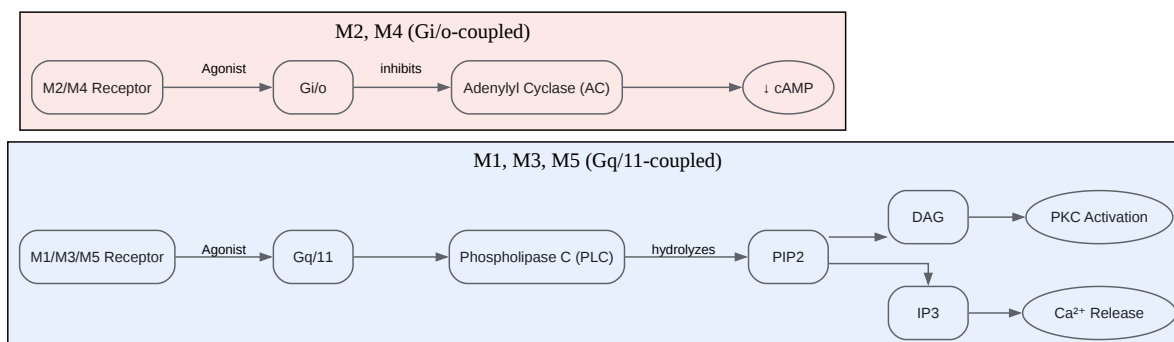 M2, M4 (Gi/o-coupled)
M2/M4 Receptor
Agonist
Gi/o
inhibits
Adenylyl Cyclase (AC)
↓ cAMP
M1, M3, M5 (Gq/11-coupled)
M1/M3/M5 Receptor
Agonist
Gq/11
Phospholipase C (PLC)
hydrolyzes
PIP2
DAG
PKC Activation
IP3
Ca²⁺ Release